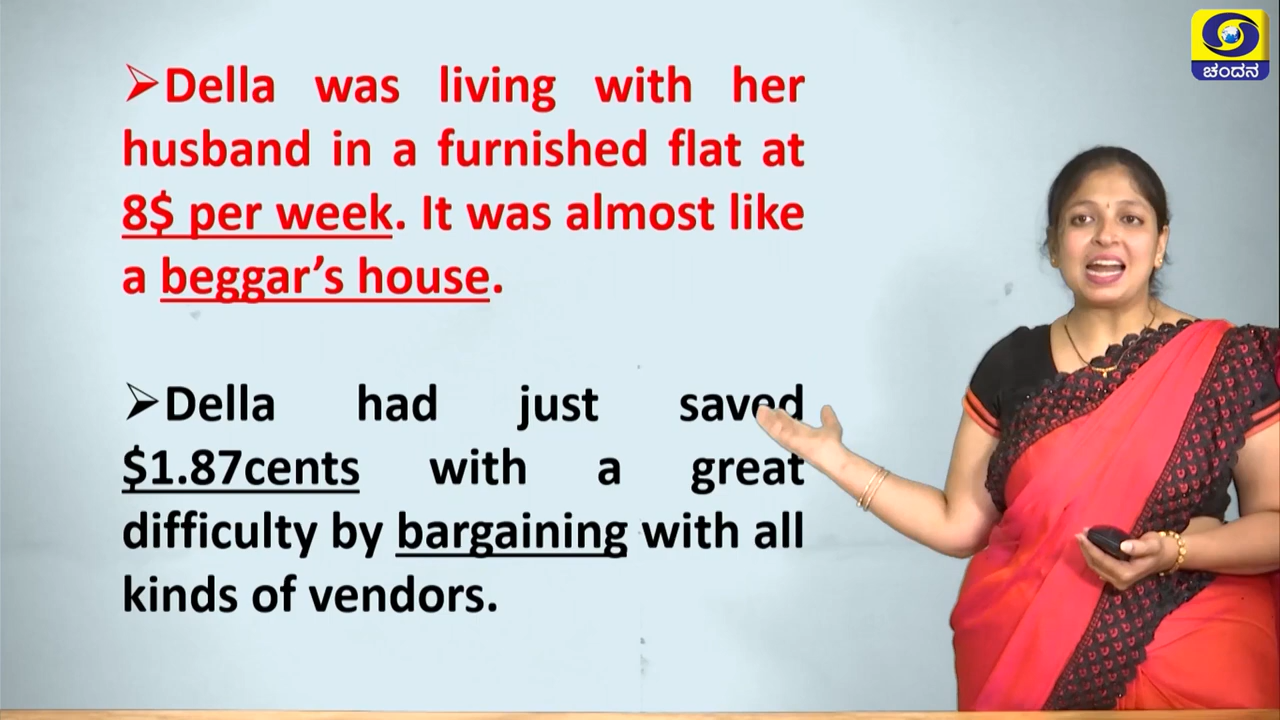 ಚಂದನ
➢Della was living with her
husband in a furnished flat at
8$ per week. It was almost like
a beggar’s house.
➢Della had just saved
$1.87cents with a great
difficulty by bargaining with all
kinds of vendors.